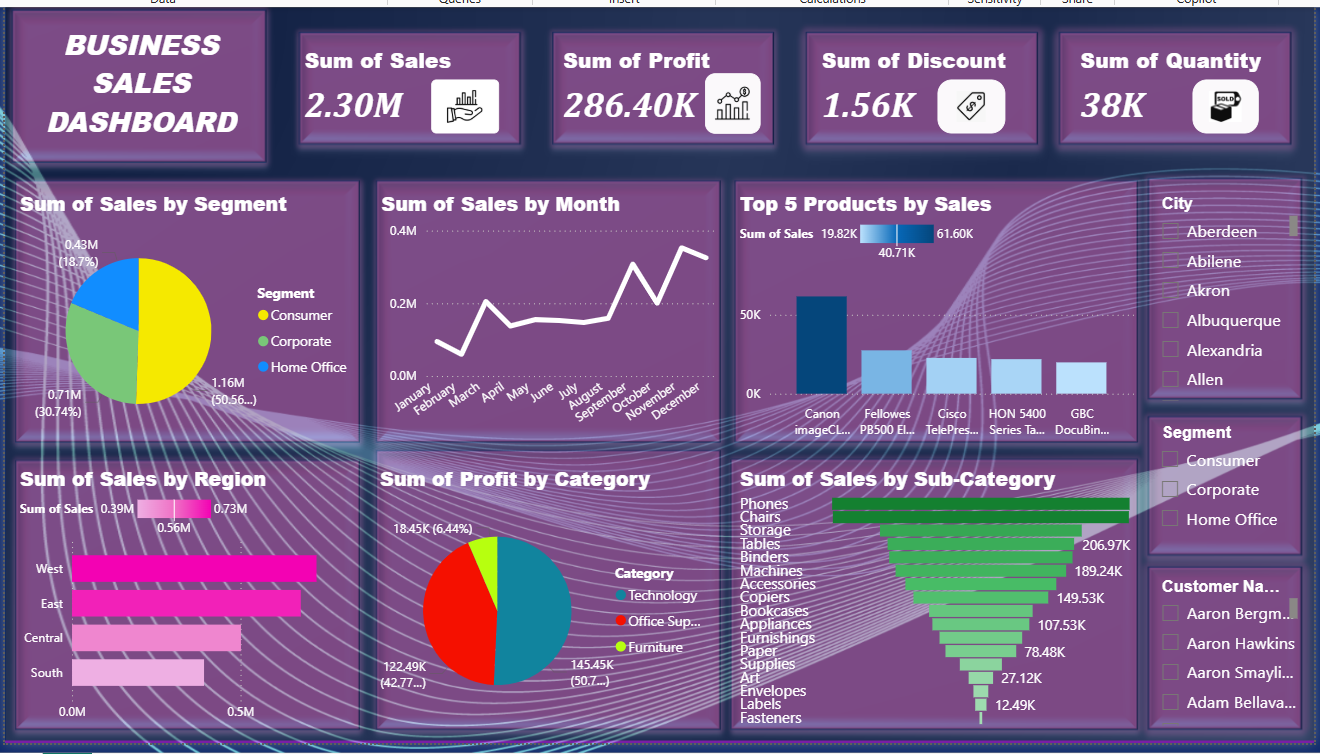 BUSINESS
SALES
DASHBOARD
Sum of Sales
2.30M
Sum of Profit
286.40K
Sum of Discount
1.56K
Sum of Quantity
38K
Sum of Sales by Segment
0.43M
(18.7%)
0.71M
(30.74%)
1.16M
(50.56...)
Segment
Consumer
Corporate
Home Office
Sum of Sales by Month
0.4M
0.2M
0.0M
January
February
March
April
May
June
July
August
September
October
November
December
Top 5 Products by Sales
Sum of Sales 19.82K 61.60K
40.71K
50K
0K
Canon
imageCL...
Fellowes
PB500 El...
Cisco
TelePres...
HON 5400
Series Ta...
GBC
DocuBin...
City
Aberdeen
Abilene
Akron
Albuquerque
Alexandria
Allen
Segment
Consumer
Corporate
Home Office
Customer Na...
Aaron Bergm...
Aaron Hawkins
Aaron Smayli...
Adam Bellava...
Sum of Sales by Region
Sum of Sales 0.39M 0.73M
0.56M
West
East
Central
South
0.0M
0.5M
Sum of Profit by Category
18.45K (6.44%)
122.49K
(42.77...)
145.45K
(50.7...)
Category
Technology
Office Sup...
Furniture
Sum of Sales by Sub-Category
Phones
Chairs
Storage
Tables 206.97K
Binders
Machines 189.24K
Accessories
Copiers 149.53K
Bookcases
Appliances 107.53K
Furnishings
Paper 78.48K
Supplies
Art 27.12K
Envelopes
Labels 12.49K
Fasteners